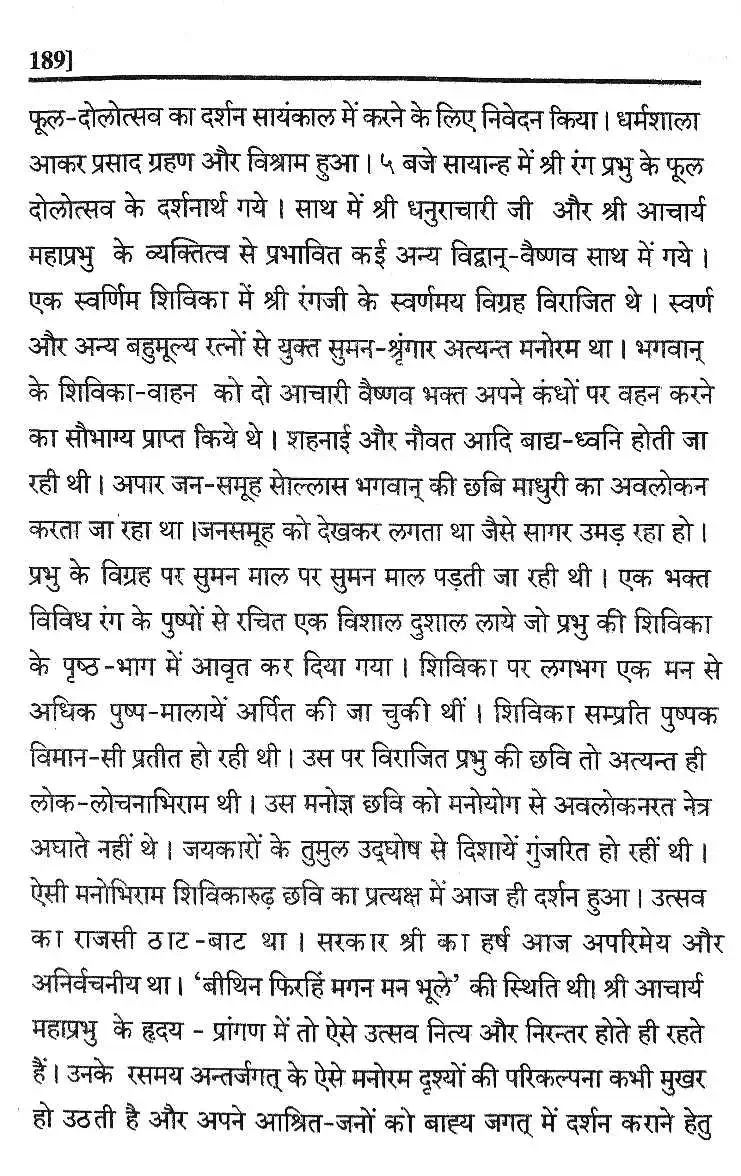 189]
फूल-दोलोत्सव का दर्शन सायंकाल में करने के लिए निवेदन किया। धर्मशाला
आकर प्रसाद ग्रहण और विश्राम हुआ। ५ बजे सायान्ह में श्री रंग प्रभु के फूल
दोलोत्सव के दर्शनार्थ गये । साथ में श्री धनुराचारी जी और श्री आचार्य
महाप्रभु के व्यक्तित्व से प्रभावित कई अन्य विद्वान्-वैष्णव साथ में गये ।
एक स्वर्णिम शिविका में श्री रंगजी के स्वर्णमय विग्रह विराजित थे । स्वर्ण
और अन्य बहुमूल्य रत्नों से युक्त सुमन-श्रृंगार अत्यन्त मनोरम था । भगवान्
के शिविका-वाहन को दो आचारी वैष्णव भक्त अपने कंधों पर वहन करने
का सौभाग्य प्राप्त किये थे । शहनाई और नौवत आदि बाद्य-ध्वनि होती जा
रही थी । अपार जन-समूह सेाल्लास भगवान् की छबि माधुरी का अवलोकन
करता जा रहा था ।जनसमूह को देखकर लगता था जैसे सागर उमड़ रहा हो ।
प्रभु के विग्रह पर सुमन माल पर सुमन माल पड़ती जा रही थी । एक भक्त
विविध रंग के पुष्पों से रचित एक विशाल दुशाल लाये जो प्रभु की शिविका
के पृष्ठ-भाग में आवृत कर दिया गया । शिविका पर लगभग एक मन से
अधिक पुष्प-मालायें अर्पित की जा चुकी थीं । शिविका सम्प्रति पुष्पक
विमान-सी प्रतीत हो रही थी । उस पर विराजित प्रभु की छवि तो अत्यन्त ही
लोक-लोचनाभिराम थी । उस मनोज्ञ छवि को मनोयोग से अवलोकनरत नेत्र
अघाते नहीं थे । जयकारों के तुमुल उद्घोष से दिशायें गुंजरित हो रहीं थी ।
ऐसी मनोभिराम शिविकारुढ़ छवि का प्रत्यक्ष में आज ही दर्शन हुआ । उत्सव
का राजसी ठाट-बाट था । सरकार श्री का हर्ष आज अपरिमेय और
अनिर्वचनीय था । 'बीथिन फिरहिं मगन मन भूले' की स्थिति थी। श्री आचार्य
महाप्रभु के हृदय - प्रांगण में तो ऐसे उत्सव नित्य और निरन्तर होते ही रहते
हैं । उनके रसमय अन्तर्जगत् के ऐसे मनोरम दृश्यों की परिकल्पना कभी मुखर
हो उठती है और अपने आश्रित-जनों को बाह्य जगत् में दर्शन कराने हेतु